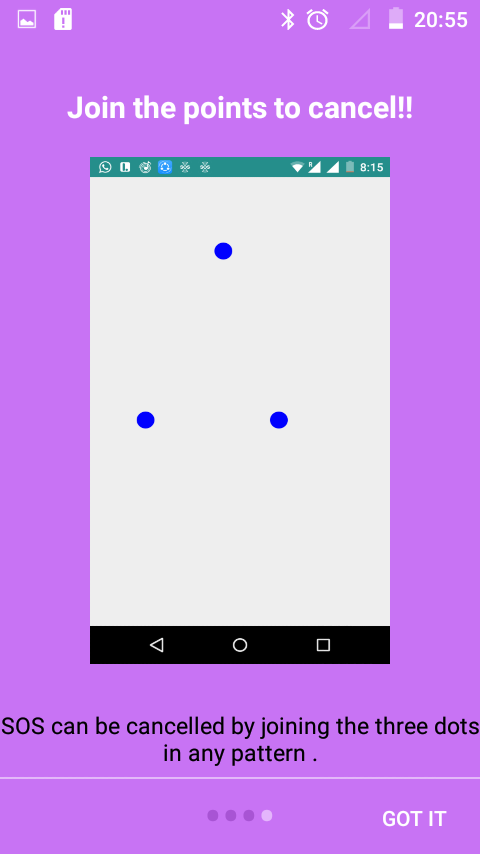 20:55
Join the points to cancel!!
8:15
SOS can be cancelled by joining the three dots
in any pattern .
GOT IT